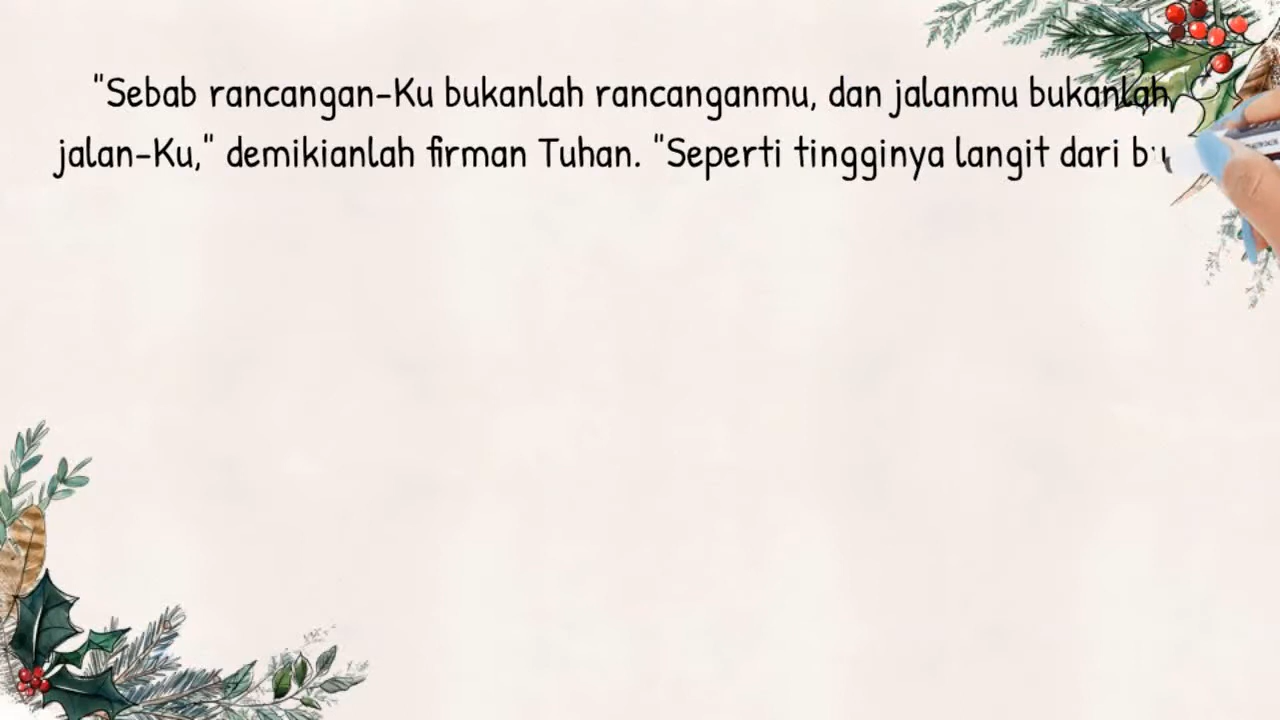 "Sebab rancangan-Ku bukanlah rancanganmu, dan jalanmu bukanlah
jalan-Ku," demikianlah firman Tuhan. "Seperti tingginya langit dari